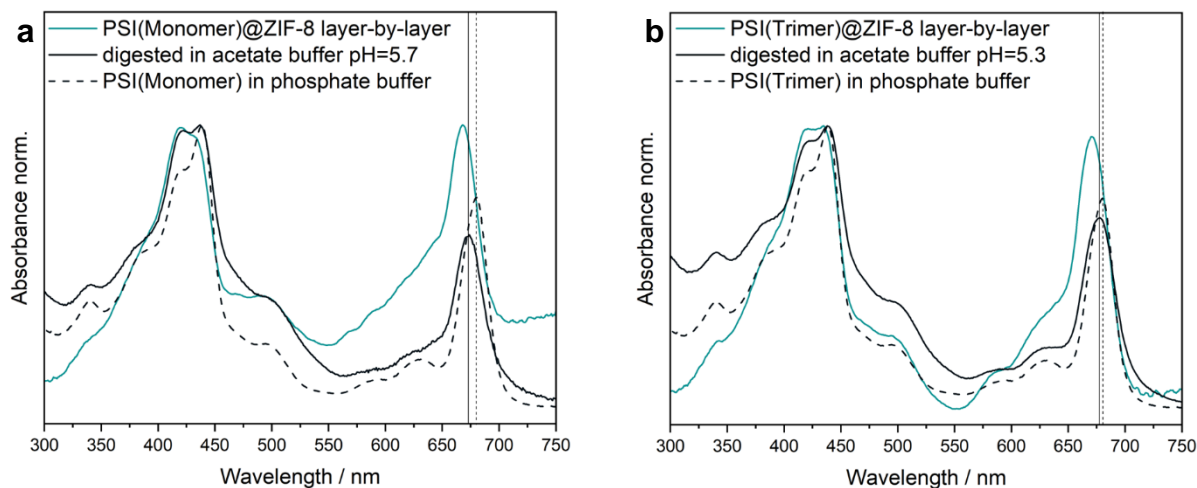 a
PSI(Monomer)@ZIF-8 layer-by-layer
digested in acetate buffer pH=5.7
PSI(Monomer) in phosphate buffer
Absorbance norm.
300 350 400 450 500 550 600 650 700 750
Wavelength / nm
b
PSI(Trimer)@ZIF-8 layer-by-layer
digested in acetate buffer pH=5.3
PSI(Trimer) in phosphate buffer
Absorbance norm.
300 350 400 450 500 550 600 650 700 750
Wavelength / nm